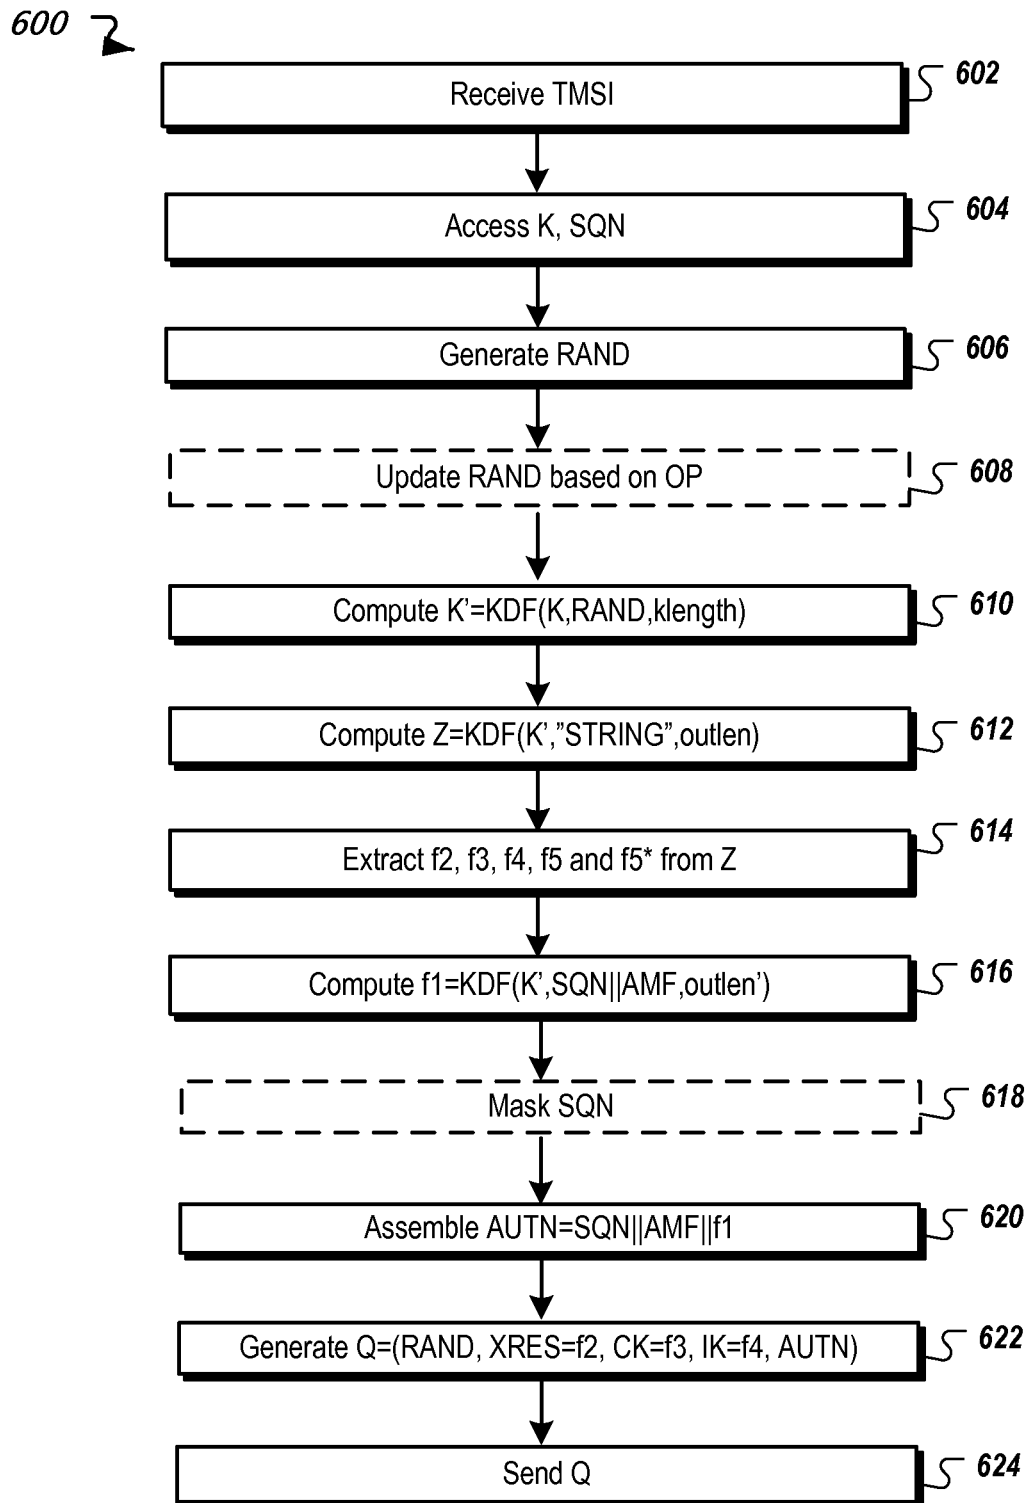 600
Receive TMSI 602
Access K, SQN 604
Generate RAND 606
Update RAND based on OP 608
Compute K’=KDF(K,RAND,klength) 610
Compute Z=KDF(K’,”STRING”,outlen) 612
Extract f2, f3, f4, f5 and f5* from Z 614
Compute f1=KDF(K’,SQN||AMF,outlen’) 616
Mask SQN 618
Assemble AUTN=SQN||AMF||f1 620
Generate Q=(RAND, XRES=f2, CK=f3, IK=f4, AUTN) 622
Send Q 624